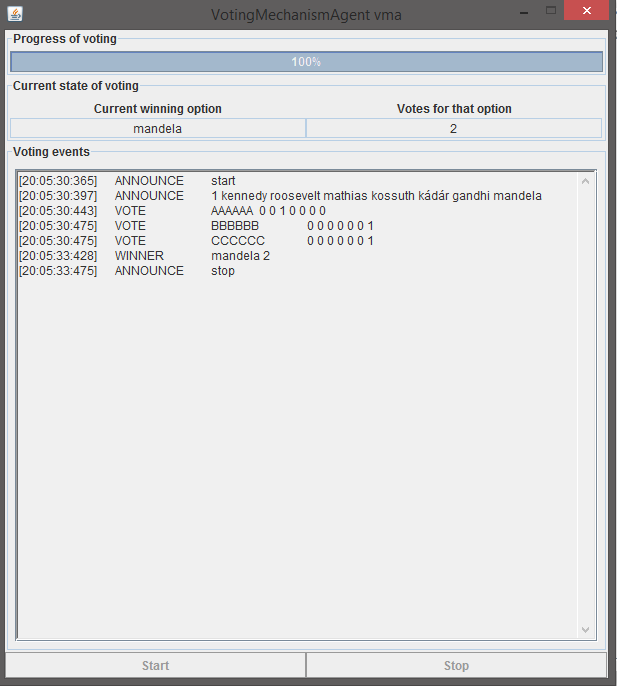 VotingMechanismAgent vma
Progress of voting
100%
Current state of voting
Current winning option Votes for that option
mandela 2
Voting events
[20:05:30:365] ANNOUNCE start
[20:05:30:397] ANNOUNCE 1 kennedy roosevelt mathias kossuth kádár gandhi mandela
[20:05:30:443] VOTE AAAAAA 0 0 1 0 0 0 0
[20:05:30:475] VOTE BBBBBB 0 0 0 0 0 0 1
[20:05:30:475] VOTE CCCCCC 0 0 0 0 0 0 1
[20:05:33:428] WINNER mandela 2
[20:05:33:475] ANNOUNCE stop
Start Stop